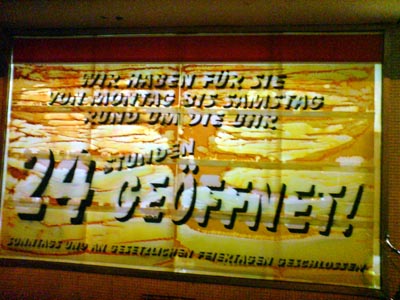 WIR HABEN FÜR SIE
VON MONTAG BIS SAMSTAG
RUND UM DIE UHR
24 STUNDEN
GEÖFFNET!
SONNTAGS UND AN GESETZLICHEN FEIERTAGEN GESCHLOSSEN